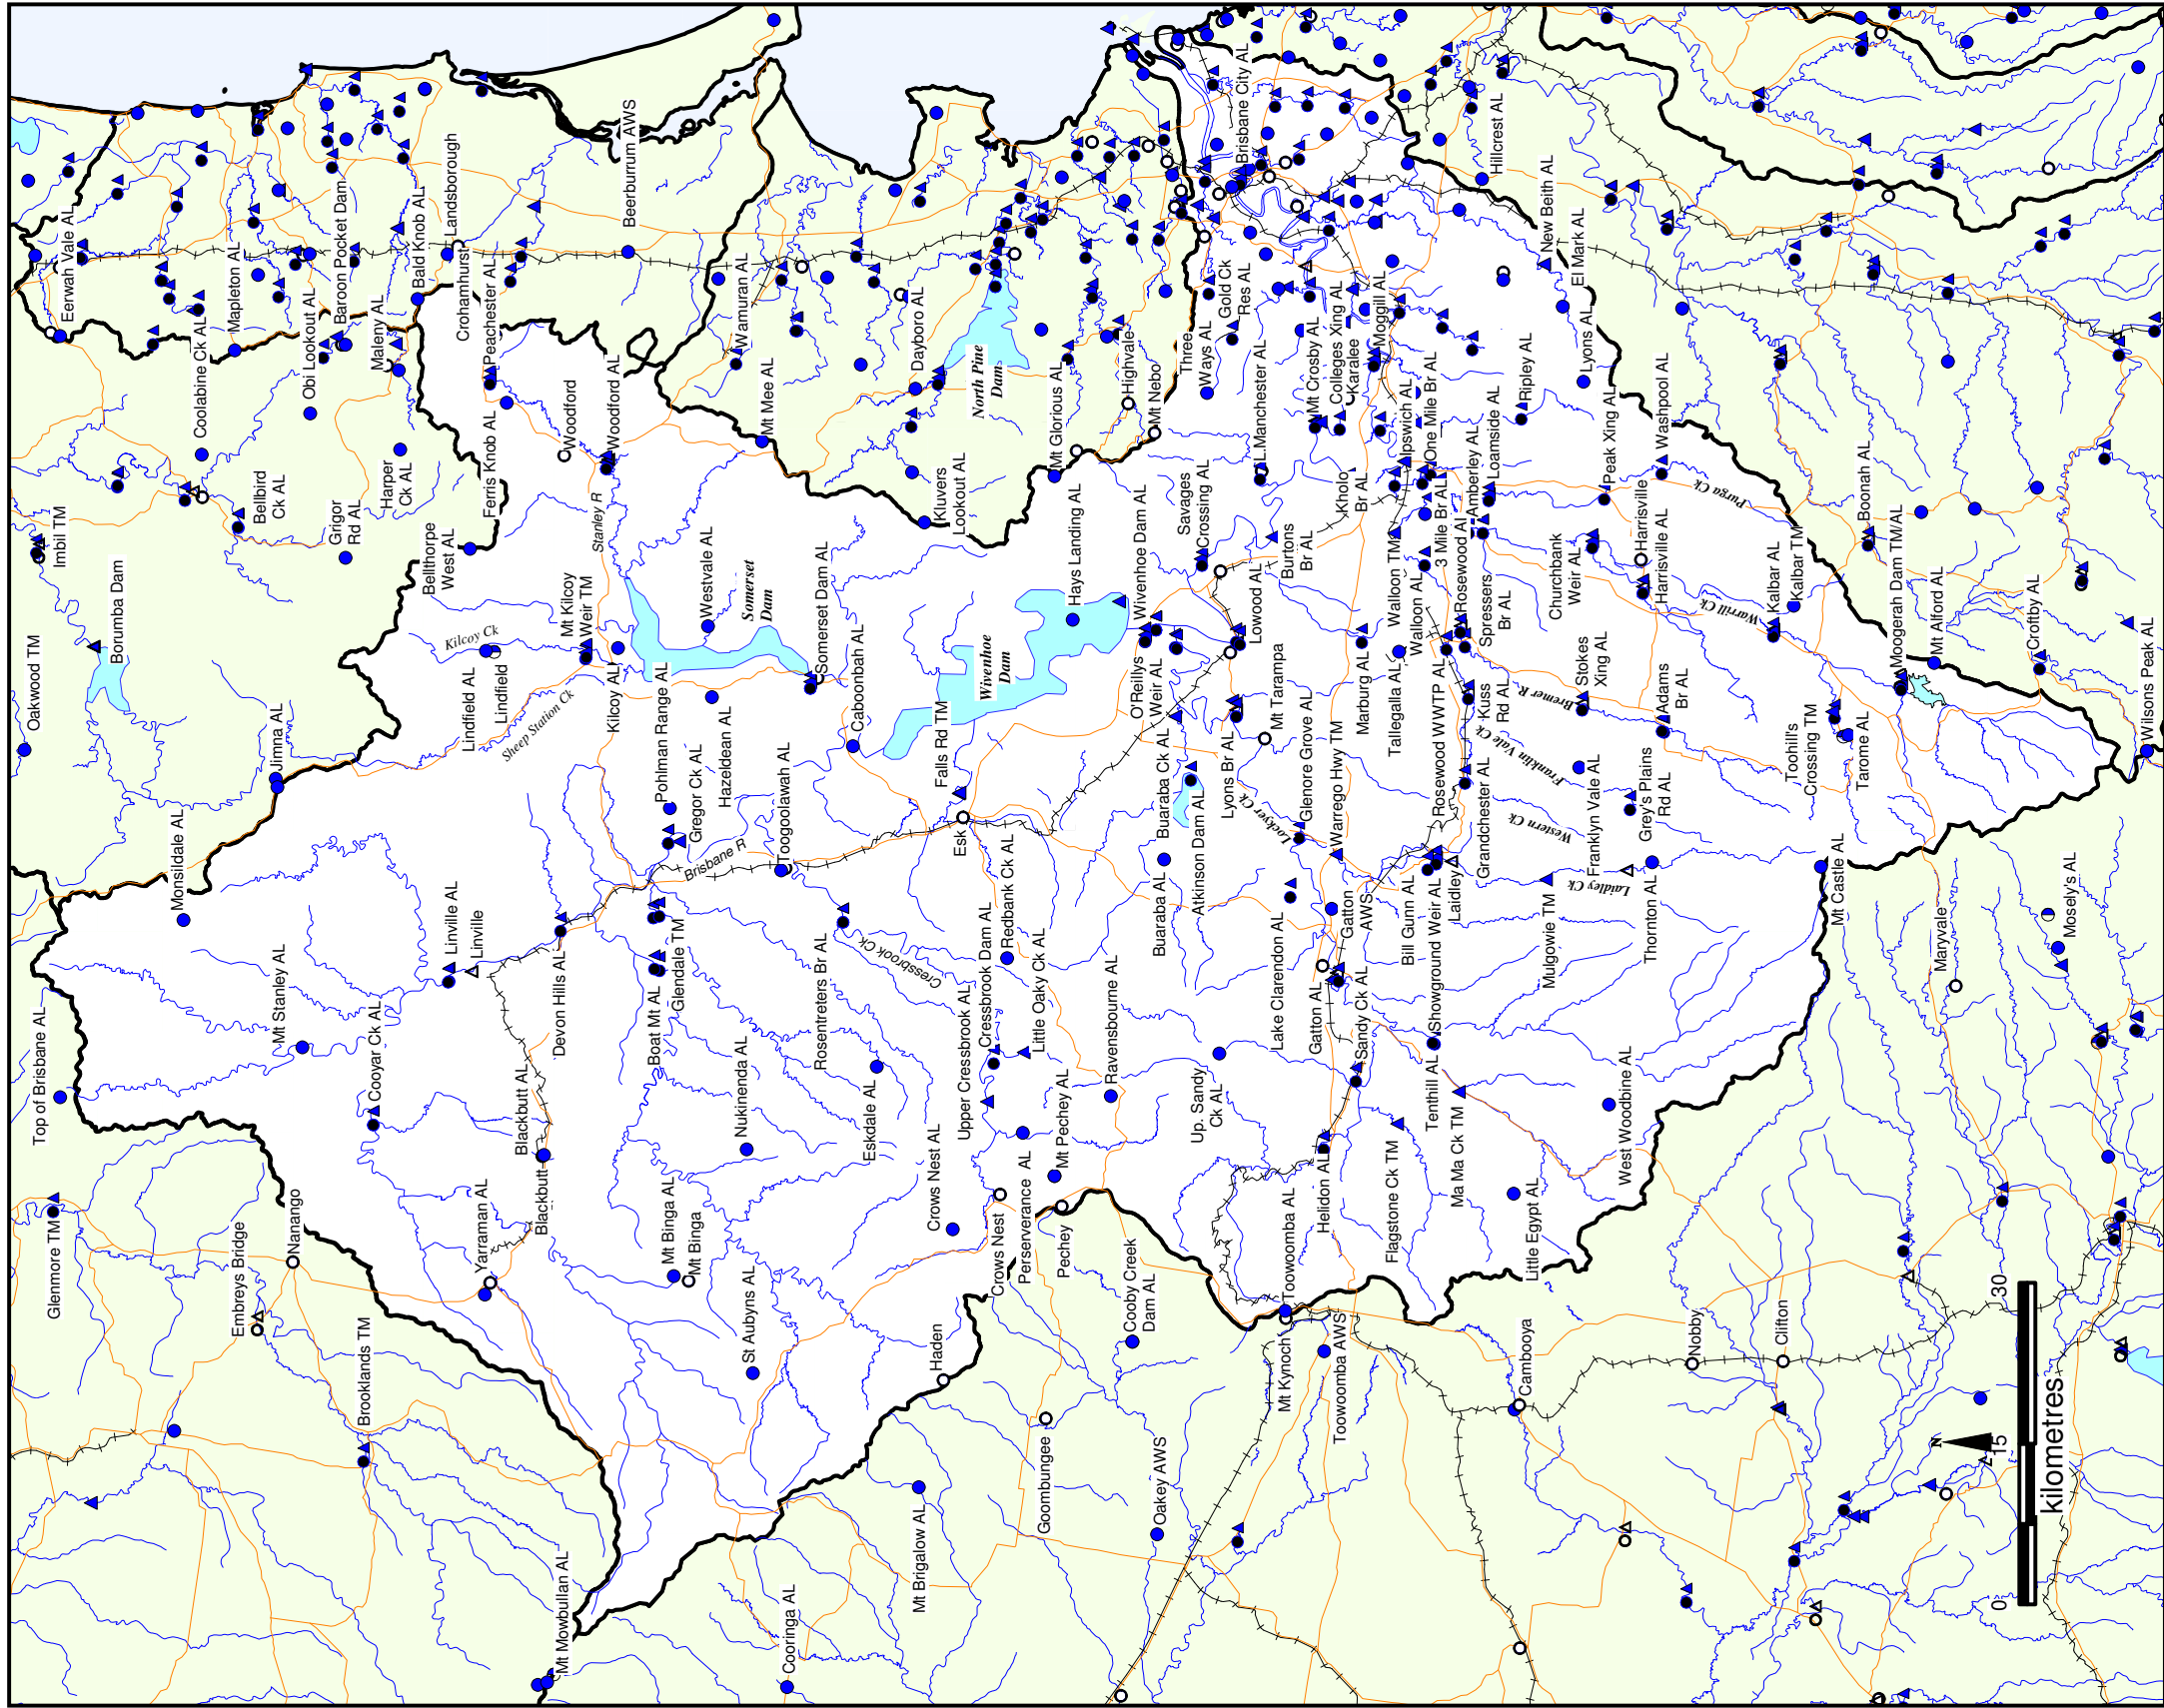 Glenmore TM
Top of Brisbane AL
Oakwood TM
Imbil TM
Eerwah Vale AL
Borumba Dam
Monsildale AL
Jimna AL
Mt Stanley AL
Embreys Bridge
Nanango
Brooklands TM
Cooyar Ck AL
Coolabine Ck AL
Mapleton AL
Bellbird
Ck AL
Obi Lookout AL
Baroon Pocket Dam
Grigor
Rd AL
Maleny AL
Harper
Ck AL
Bald Knob AL
Landsborough
Crohamhurst
Peachester AL
Bellthorpe
West AL
Ferris Knob AL
Linville AL
Linville
Yarraman AL
Blackbutt AL
Blackbutt
Devon Hills AL
Lindfield AL
Lindfield
Kilcoy Ck
Sheep Station Ck
Mt Kilcoy
Weir TM
Stanley R
Woodford
Woodford AL
Beerburrum AWS
Kilcoy AL
Mt Mowbullan AL
Boat Mt AL
Glendale TM
Pohlman Range AL
Gregor Ck AL
Hazeldean AL
Westvale AL
Somerset
Dam
Mt Binga AL
Mt Binga
Brisbane R
Nukinenda AL
St Aubyns AL
Cooringa AL
Toogoolawah AL
Wamuran AL
Mt Mee AL
Somerset Dam AL
Caboonbah AL
Rosentreters Br AL
Cressbrook Ck
Eskdale AL
Mt Brigalow AL
Haden
Crows Nest AL
Crows Nest
Upper Cressbrook AL
Cressbrook Dam AL
Redbank Ck AL
Little Oaky Ck AL
Esk
Falls Rd TM
Wivenhoe
Dam
Kluvers
Lookout AL
Dayboro AL
North Pine
Dam
Perserverance AL
Mt Pechey AL
Pechey
Goombungee
Ravensbourne AL
Hays Landing AL
Mt Glorious AL
Highvale
Mt Nebo
Cooby Creek
Dam AL
Oakey AWS
Wivenhoe Dam AL
O'Reilly's
Weir AL
Buaraba Ck AL
Buaraba AL
Atkinson Dam AL
Up. Sandy
Ck AL
Savages
Crossing AL
Three
Ways AL
Gold Ck
Res AL
Brisbane City AL
Lyons Br AL
Lockyer Ck
Lowood AL
Mt Tarampa
L.Manchester AL
Burtons
Br AL
Glenore Grove AL
Lake Clarendon AL
Warrego Hwy TM
Gatton
AWS
Gatton AL
Sandy Ck AL
Toowoomba AL
Mt Kynoch
Toowoomba AWS
Helidon AL
Flagstone Ck TM
Mt Crosby AL
Colleges Xing AL
Karalee
Kholo
Br AL
Moggill AL
Marburg AL
Tallegalla AL
Walloon TM
Walloon AL
Ipswich AL
One Mile Br AL
3 Mile Br AL
Bill Gunn AL
Showground Weir AL
Laidley
Tenthill AL
Ma Ma Ck TM
Rosewood WWTP AL
Rosewood AL
Amberley AL
Loamside AL
Spressers
Br AL
Kuss
Rd AL
Grandchester AL
Ripley AL
Hillcrest AL
New Beith AL
El Mark AL
Lyons AL
Little Egypt AL
Cambooya
Mulgowie TM
Laidley Ck
Western Ck
Franklin Vale Ck
Bremer R
Churchbank
Weir AL
Stokes
Xing AL
Franklyn Vale AL
Grey's Plains
Rd AL
Thornton AL
West Woodbine AL
Peak Xing AL
Washpool AL
Harrisville
Harrisville AL
Purga Ck
Warrill Ck
Adams
Br AL
Nobby
Clifton
Kalbar AL
Kalbar TM
Toohill's
Crossing TM
Tarome AL
Mt Castle AL
Boonah AL
Moogerah Dam TM/AL
Mt Alford AL
Croftby AL
Wilsons Peak AL
Maryvale
Mosely's AL
N
0
15
30
kilometres